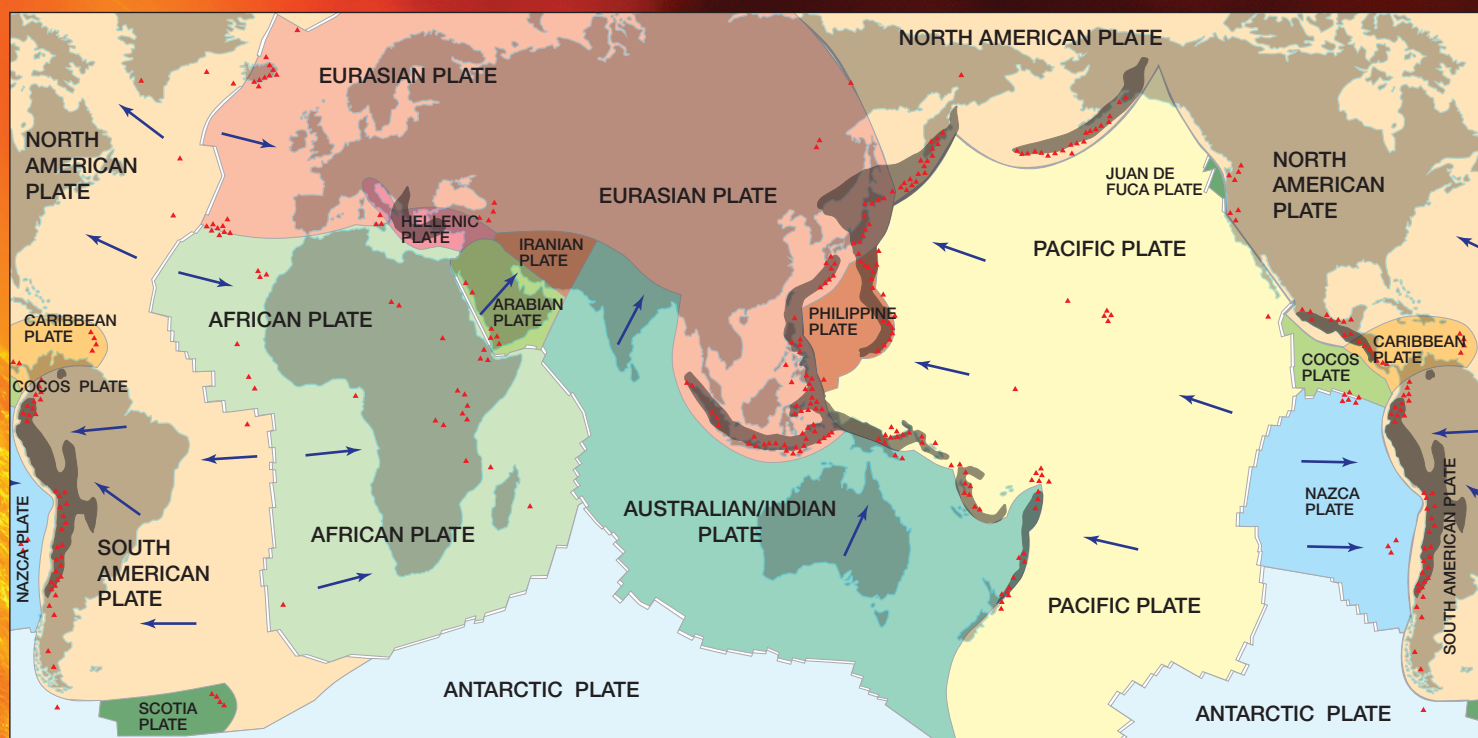 NORTH AMERICAN PLATE
EURASIAN PLATE
NORTH
AMERICAN
PLATE
EURASIAN PLATE
HELLENIC
PLATE
IRANIAN
PLATE
ARABIAN
PLATE
JUAN DE
FUCA PLATE
NORTH
AMERICAN
PLATE
PACIFIC PLATE
CARIBBEAN
PLATE
AFRICAN PLATE
PHILIPPINE
PLATE
COCOS
PLATE
CARIBBEAN
PLATE
COCOS PLATE
NAZCA PLATE
SOUTH
AMERICAN
PLATE
AFRICAN PLATE
AUSTRALIAN/INDIAN
PLATE
NAZCA
PLATE
SOUTH AMERICAN PLATE
PACIFIC PLATE
SCOTIA
PLATE
ANTARCTIC PLATE
ANTARCTIC PLATE